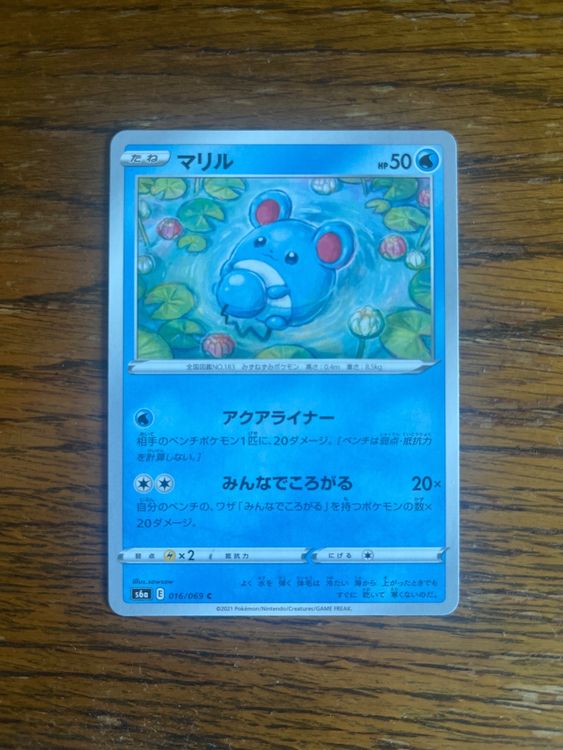 たね マリル HP50
全国図鑑NO.183 みずねずみポケモン 高さ:0.4m 重さ:8.5kg
アクアライナー
相手のベンチポケモン1匹に、20ダメージ。[ベンチは弱点・抵抗力
を計算しない。]
みんなでころがる 20×
自分のベンチの、ワザ「みんなでころがる」を持つポケモンの数×
20ダメージ。
弱点 ×2 抵抗力 にげる
illus.sowsow
よく 水を 弾く 体毛は 冷たい 海から 上がったときでも
すぐに 乾いて 寒くないのだ。
s6a E 016/069 C
©2021 Pokémon/Nintendo/Creatures/GAME FREAK.